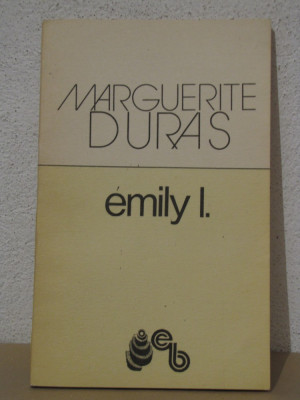 MARGUERITE
DURAS
émily l.
eb